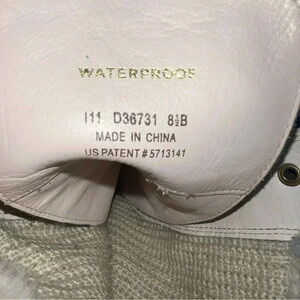 WATERPROOF
I11 D36731 8½B
MADE IN CHINA
US PATENT # 5713141